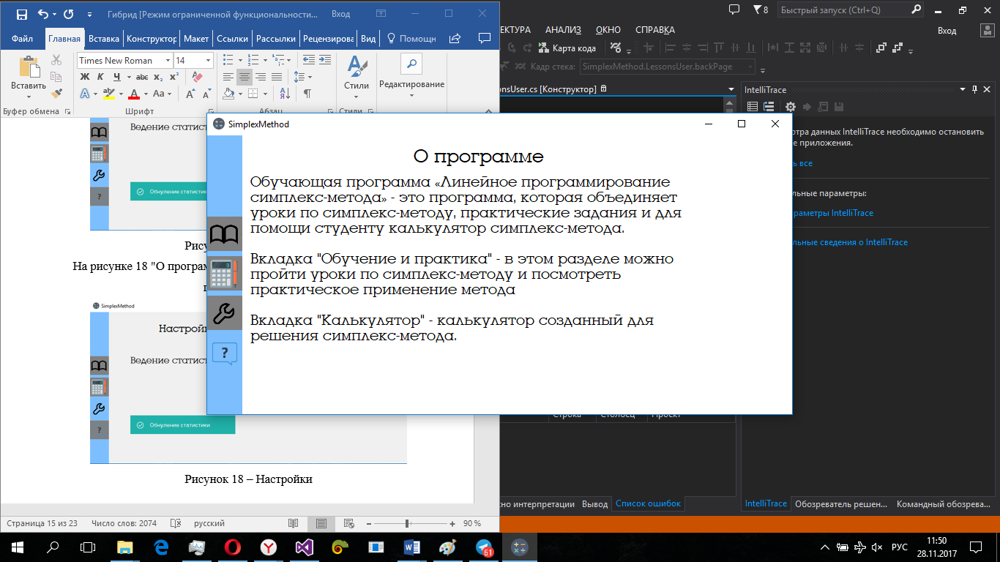 Гибрид [Режим ограниченной функциональности...
Вход
Файл Главная Вставка Конструктор Макет Ссылки Рассылки Рецензирова Вид Помощн
Times New Roman 14
Вставить
Ж К Ч abc x₂ x²
A Aa A A
Стили
Редактирование
Буфер обмена Шрифт Абзац Стили
Ведение статисти
Обнуление статистики
?
Рису
На рисунке 18 "О програм
SimplexMethod
Настройк
Ведение статист
Обнуление статистики
?
Рисунок 18 – Настройки
Страница 15 из 23 Число слов: 2074 русский 90 %
8 Быстрый запуск (Ctrl+Q)
ЕКТУРА АНАЛИЗ ОКНО СПРАВКА
Вход
Карта кода
Кадр стека: SimplexMethod.LessonsUser.backPage
onsUser.cs [Конструктор]
IntelliTrace
отра данных IntelliTrace необходимо остановить
е приложения.
ь все
льные параметры:
раметры IntelliTrace
льные сведения о IntelliTrace
SimplexMethod
О программе
Обучающая программа «Линейное программирование
симплекс-метода» - это программа, которая объединяет
уроки по симплекс-методу, практические задания и для
помощи студенту калькулятор симплекс-метода.
Вкладка "Обучение и практика" - в этом разделе можно
пройти уроки по симплекс-методу и посмотреть
практическое применение метода
Вкладка "Калькулятор" - калькулятор созданный для
решения симплекс-метода.
?
Строка Столбец Проект
но интерпретации Вывод Список ошибок
IntelliTrace Обозреватель решен... Командный обозрева...
61
РУС
11:50
28.11.2017